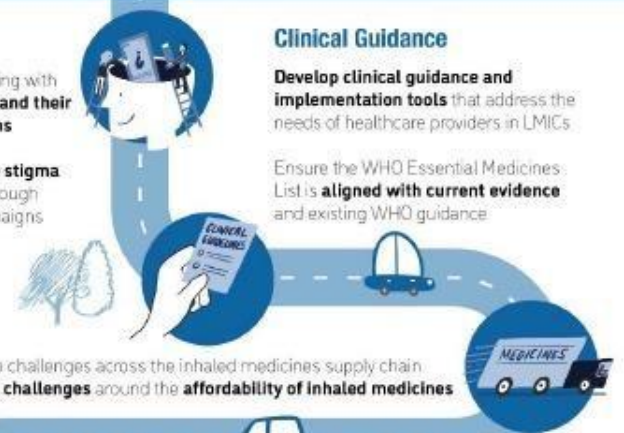 Clinical Guidance
Develop clinical guidance and
implementation tools that address the
needs of healthcare providers in LMICs
Ensure the WHO Essential Medicines
List is aligned with current evidence
and existing WHO guidance
ng with
and their
ns
stigma
ough
aigns
CLINICAL
GUIDELINES
MEDICINES
challenges across the inhaled medicines supply chain
challenges around the affordability of inhaled medicines